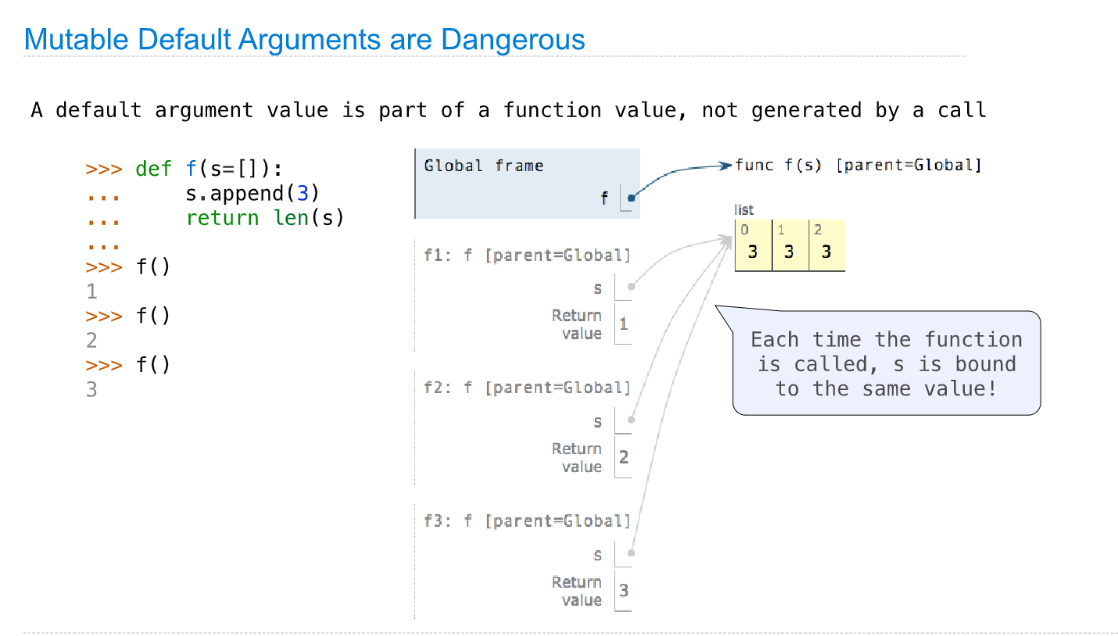 Mutable Default Arguments are Dangerous
A default argument value is part of a function value, not generated by a call
>>> def f(s=[]):
...     s.append(3)
...     return len(s)
...
>>> f()
1
>>> f()
2
>>> f()
3
Global frame
f
func f(s) [parent=Global]
list
0 1 2
3 3 3
f1: f [parent=Global]
s
Return
value 1
f2: f [parent=Global]
s
Return
value 2
f3: f [parent=Global]
s
Return
value 3
Each time the function
is called, s is bound
to the same value!